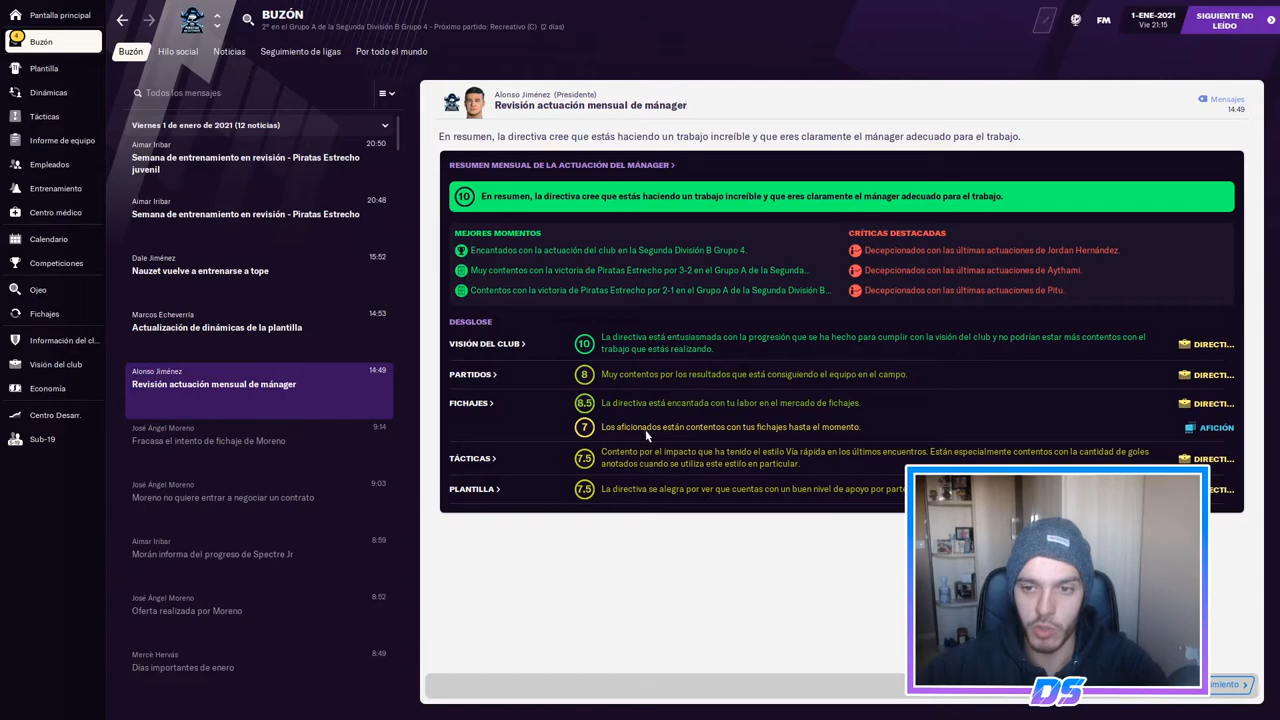 Pantalla principal
4
Buzón
Plantilla
Dinámicas
Tácticas
Informe de equipo
Empleados
Entrenamiento
Centro médico
Calendario
Competiciones
Ojeo
Fichajes
Información del cl...
Visión del club
Economía
Centro Desarr.
Sub-19
BUZÓN
2º en el Grupo A de la Segunda División B Grupo 4 - Próximo partido: Recreativo (C) (2 días)
FM
1-ENE-2021
Vie 21:15
SIGUIENTE NO LEÍDO
Buzón
Hilo social
Noticias
Seguimiento de ligas
Por todo el mundo
Todos los mensajes
Viernes 1 de enero de 2021 (12 noticias)
Aimar Iribar 20:50
Semana de entrenamiento en revisión - Piratas Estrecho
juvenil
Aimar Iribar 20:48
Semana de entrenamiento en revisión - Piratas Estrecho
Dale Jiménez 15:52
Nauzet vuelve a entrenarse a tope
Marcos Echeverría 14:53
Actualización de dinámicas de la plantilla
Alonso Jiménez 14:49
Revisión actuación mensual de mánager
José Ángel Moreno 9:14
Fracasa el intento de fichaje de Moreno
José Ángel Moreno 9:03
Moreno no quiere entrar a negociar un contrato
Aimar Iribar 8:59
Morán informa del progreso de Spectre Jr
José Ángel Moreno 8:52
Oferta realizada por Moreno
Mercè Hervás 8:49
Días importantes de enero
Alonso Jiménez (Presidente)
Revisión actuación mensual de mánager
Mensajes
14:49
En resumen, la directiva cree que estás haciendo un trabajo increíble y que eres claramente el mánager adecuado para el trabajo.
RESUMEN MENSUAL DE LA ACTUACIÓN DEL MÁNAGER >
10 En resumen, la directiva cree que estás haciendo un trabajo increíble y que eres claramente el mánager adecuado para el trabajo.
MEJORES MOMENTOS
Encantados con la actuación del club en la Segunda División B Grupo 4.
Muy contentos con la victoria de Piratas Estrecho por 3-2 en el Grupo A de la Segunda...
Contentos con la victoria de Piratas Estrecho por 2-1 en el Grupo A de la Segunda División B...
CRÍTICAS DESTACADAS
Decepcionados con las últimas actuaciones de Jordan Hernández.
Decepcionados con las últimas actuaciones de Aythami.
Decepcionados con las últimas actuaciones de Pitu.
DESGLOSE
VISIÓN DEL CLUB > 10 La directiva está entusiasmada con la progresión que se ha hecho para cumplir con la visión del club y no podrían estar más contentos con el
trabajo que estás realizando. DIRECTI...
PARTIDOS > 8 Muy contentos por los resultados que está consiguiendo el equipo en el campo. DIRECTI...
FICHAJES > 8.5 La directiva está encantada con tu labor en el mercado de fichajes. DIRECTI...
7 Los aficionados están contentos con tus fichajes hasta el momento. AFICIÓN
TÁCTICAS > 7.5 Contento por el impacto que ha tenido el estilo Vía rápida en los últimos encuentros. Están especialmente contentos con la cantidad de goles
anotados cuando se utiliza este estilo en particular. DIRECTI...
PLANTILLA > 7.5 La directiva se alegra por ver que cuentas con un buen nivel de apoyo por parte
DS